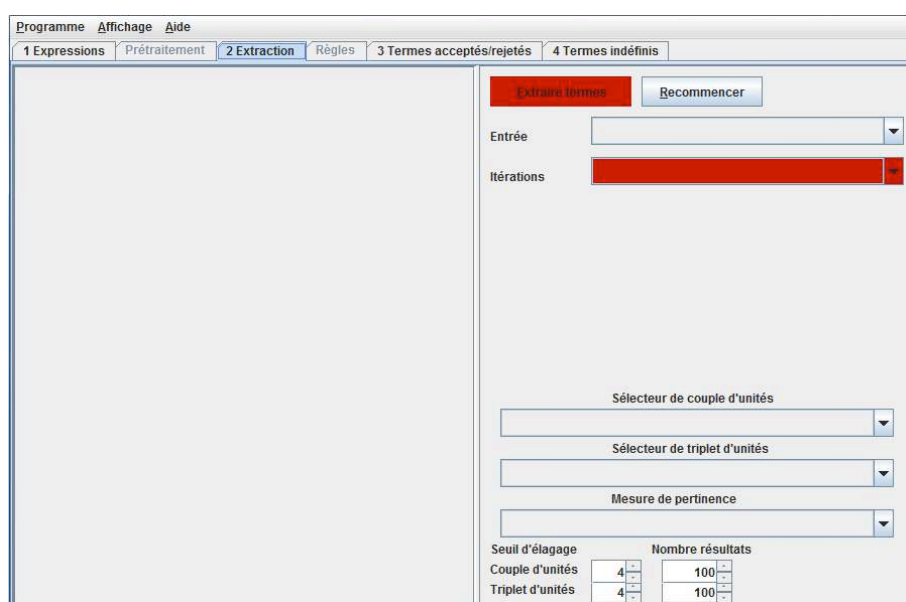 Programme Affichage Aide
1 Expressions Prétraitement 2 Extraction Règles 3 Termes acceptés/rejetés 4 Termes indéfinis
Extraire termes Recommencer
Entrée
Itérations
Sélecteur de couple d'unités
Sélecteur de triplet d'unités
Mesure de pertinence
Seuil d'élagage Nombre résultats
Couple d'unités 4 100
Triplet d'unités 4 100